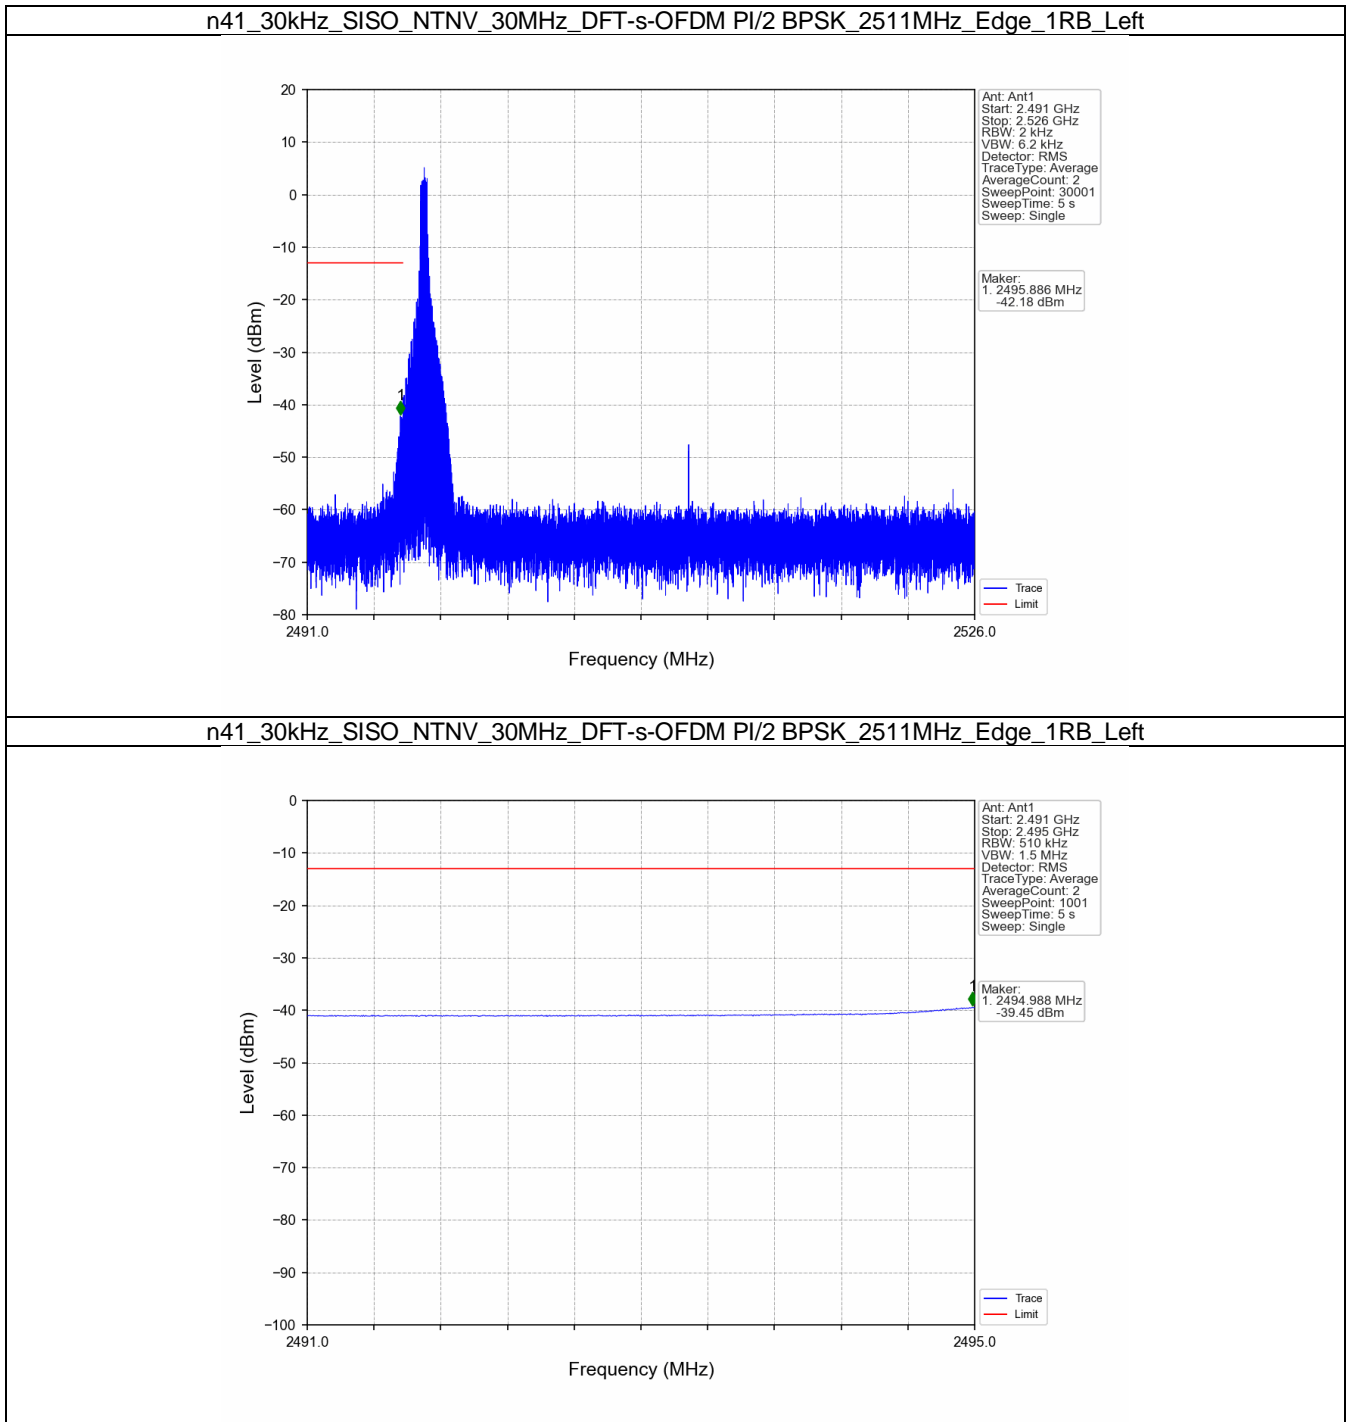 n41_30kHz_SISO_NTNV_30MHz_DFT-s-OFDM PI/2 BPSK_2511MHz_Edge_1RB_Left
20
10
0
−10
−20
−30
−40
−50
−60
−70
−80
Level (dBm)
1
2491.0
2526.0
Frequency (MHz)
Ant: Ant1
Start: 2.491 GHz
Stop: 2.526 GHz
RBW: 2 kHz
VBW: 6.2 kHz
Detector: RMS
TraceType: Average
AverageCount: 2
SweepPoint: 30001
SweepTime: 5 s
Sweep: Single
Maker:
1. 2495.886 MHz
-42.18 dBm
Trace
Limit
n41_30kHz_SISO_NTNV_30MHz_DFT-s-OFDM PI/2 BPSK_2511MHz_Edge_1RB_Left
0
−10
−20
−30
−40
−50
−60
−70
−80
−90
−100
Level (dBm)
1
2491.0
2495.0
Frequency (MHz)
Ant: Ant1
Start: 2.491 GHz
Stop: 2.495 GHz
RBW: 510 kHz
VBW: 1.5 MHz
Detector: RMS
TraceType: Average
AverageCount: 2
SweepPoint: 1001
SweepTime: 5 s
Sweep: Single
Maker:
1. 2494.988 MHz
-39.45 dBm
Trace
Limit